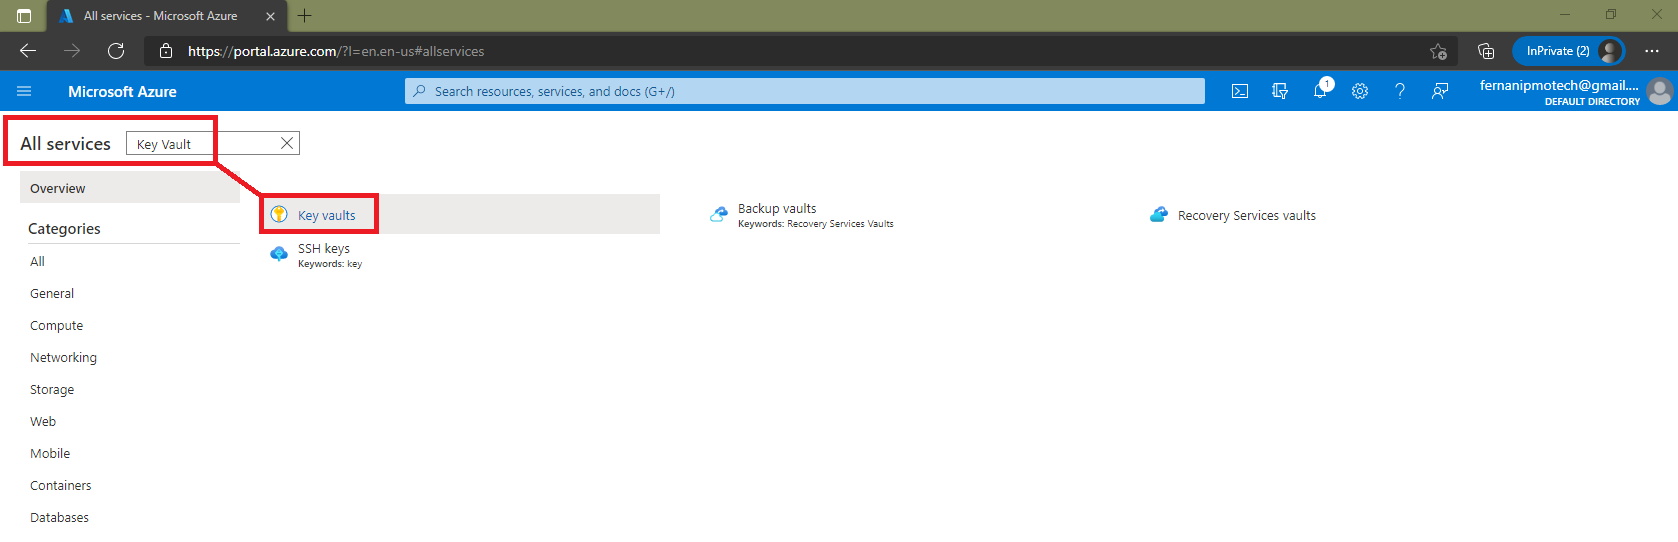 All services - Microsoft Azure
https://portal.azure.com/?l=en.en-us#allservices
InPrivate (2)
Microsoft Azure
Search resources, services, and docs (G+/)
1
fernanipmotech@gmail....
DEFAULT DIRECTORY
All services
Key Vault
Overview
Categories
All
General
Compute
Networking
Storage
Web
Mobile
Containers
Databases
Key vaults
SSH keys
Keywords: key
Backup vaults
Keywords: Recovery Services Vaults
Recovery Services vaults